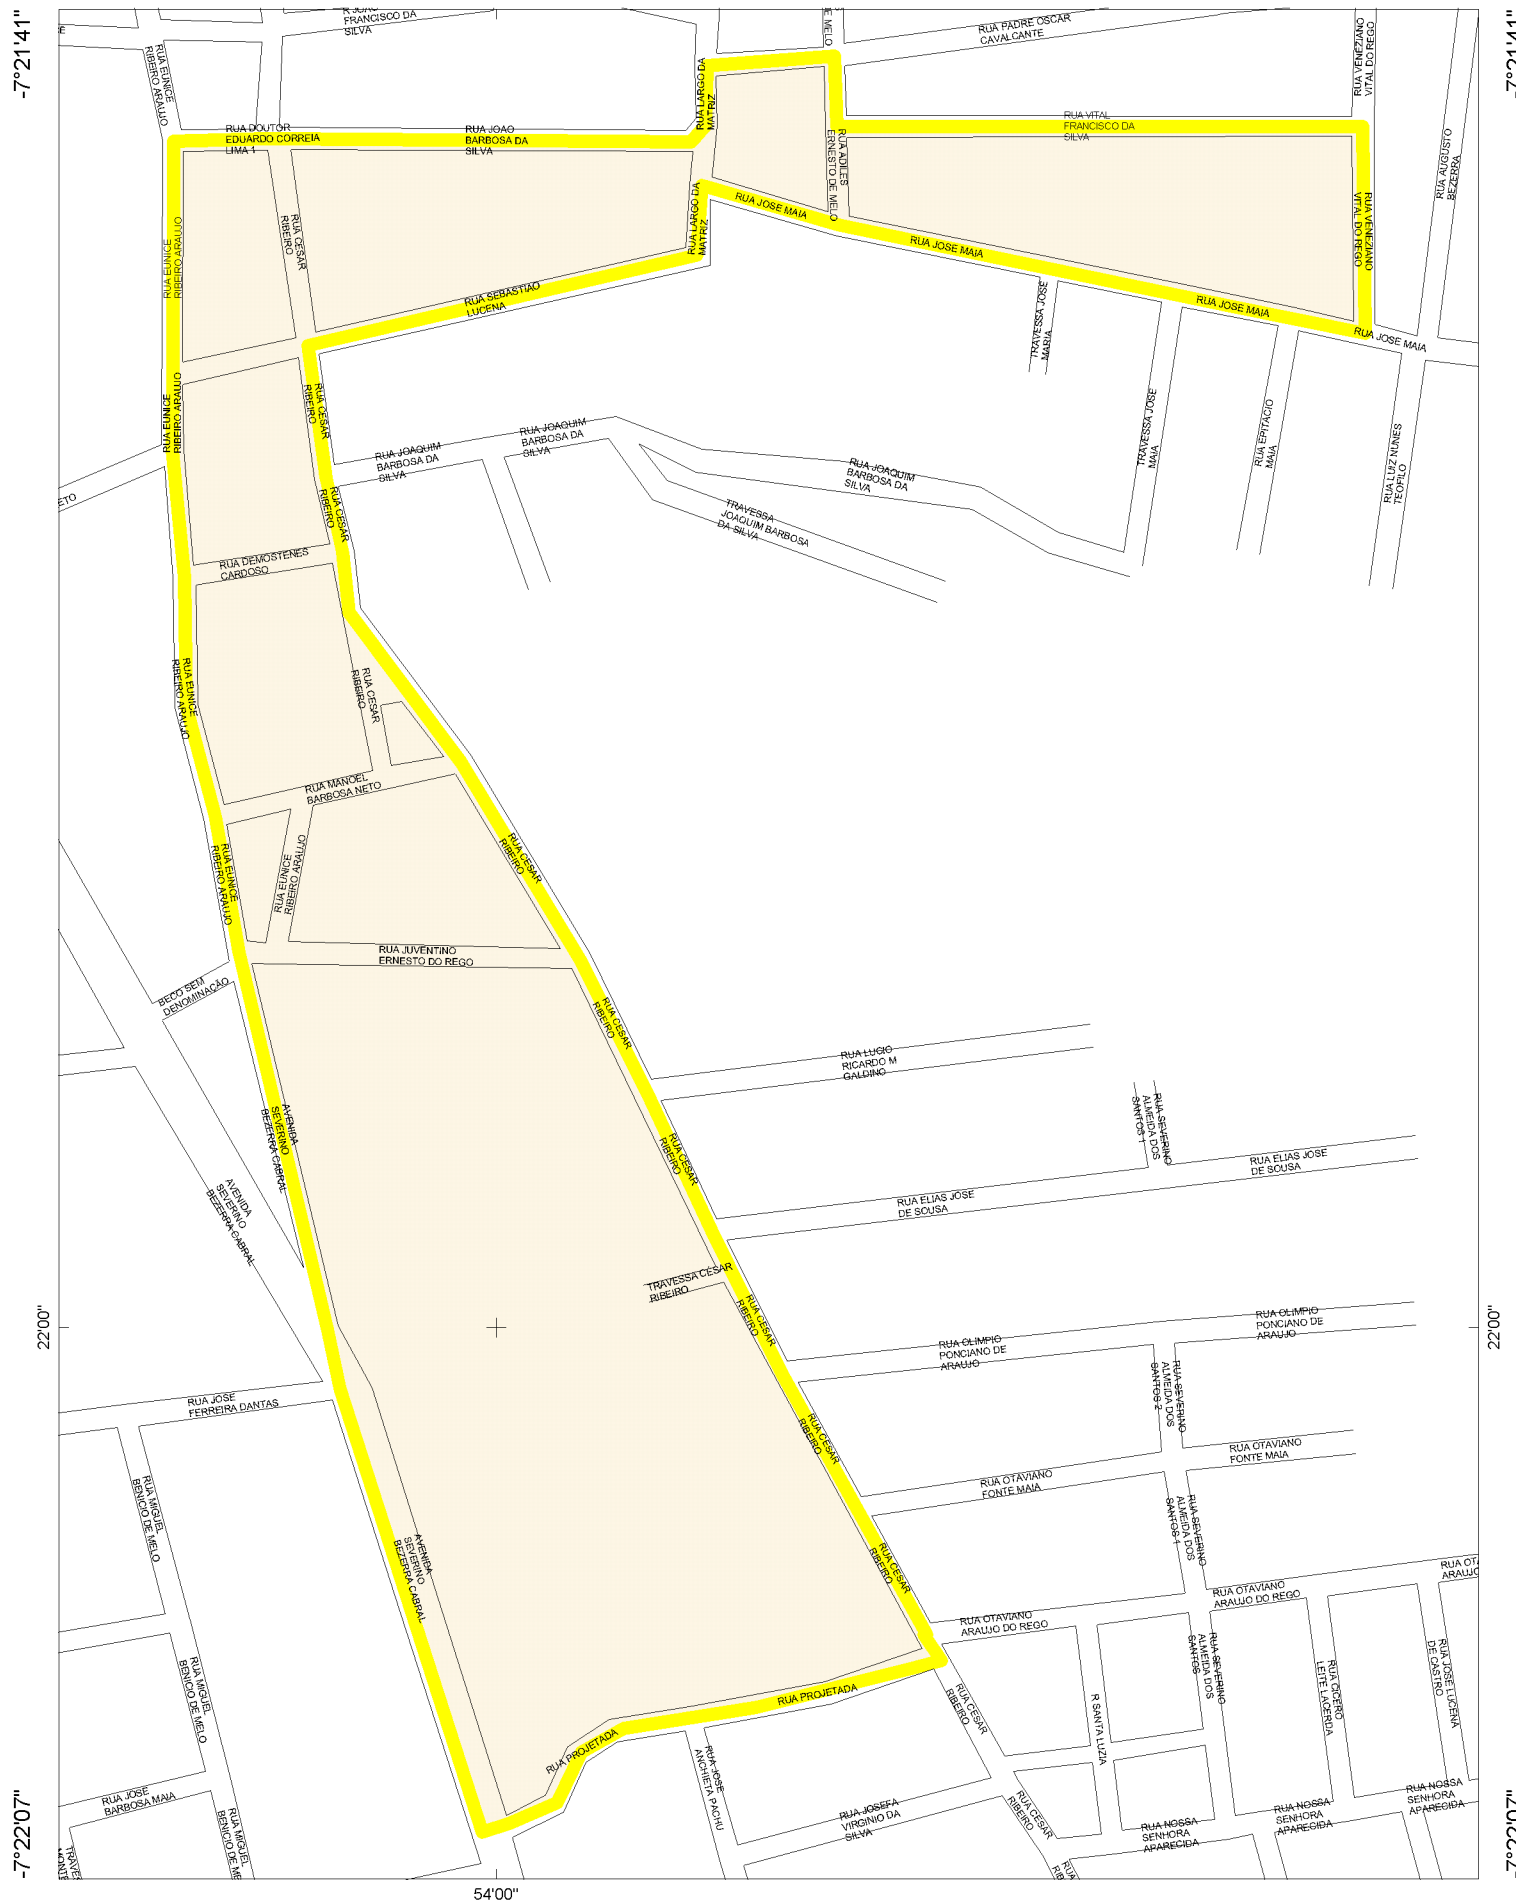 -7°21'41"
R JOAO
FRANCISCO DA
SILVA
RUA PADRE OSCAR
CAVALCANTE
RUA VENEZIANO
VITAL DO REGO
RUA EUNICE
RIBEIRO ARAUJO
RUA LARGO DA
MATRIZ
RUA DOUTOR
EDUARDO CORREIA
LIMA 1
RUA JOAO
BARBOSA DA
SILVA
RUA VITAL
FRANCISCO DA
SILVA
RUA ADILES
ERNESTO DE MELO
RUA AUGUSTO
BEZERRA
RUA EUNICE
RIBEIRO ARAUJO
RUA CESAR
RIBEIRO
RUA LARGO DA
MATRIZ
RUA JOSE MAIA
RUA JOSE MAIA
RUA VENEZIANO
VITAL DO REGO
RUA SEBASTIAO
LUCENA
RUA JOSE MAIA
RUA JOSE MAIA
TRAVESSA JOSE
MARIA
RUA EUNICE
RIBEIRO ARAUJO
RUA CESAR
RIBEIRO
RUA JOAQUIM
BARBOSA DA
SILVA
RUA JOAQUIM
BARBOSA DA
SILVA
RUA JOAQUIM
BARBOSA DA
SILVA
TRAVESSA JOSE
MAIA
RUA EPITACIO
MAIA
RUA LUIZ NUNES
TEOFILO
ETO
RUA CESAR
RIBEIRO
TRAVESSA
JOAQUIM BARBOSA
DA SILVA
RUA DEMOSTENES
CARDOSO
RUA EUNICE
RIBEIRO ARAUJO
RUA CESAR
RIBEIRO
RUA MANOEL
BARBOSA NETO
RUA EUNICE
RIBEIRO ARAUJO
RUA EUNICE
RIBEIRO ARAUJO
RUA CESAR
RIBEIRO
RUA JUVENTINO
ERNESTO DO REGO
BECO SEM
DENOMINAÇÃO
RUA CESAR
RIBEIRO
RUA LUCIO
RICARDO M
GALDINO
AVENIDA
SEVERINO
BEZERRA CABRAL
RUA CESAR
RIBEIRO
RUA SEVERINO
ALMEIDA DOS
SANTOS 1
RUA ELIAS JOSE
DE SOUSA
RUA ELIAS JOSE
DE SOUSA
AVENIDA
SEVERINO
BEZERRA CABRAL
TRAVESSA CESAR
RIBEIRO
22'00"
RUA CESAR
RIBEIRO
RUA OLIMPIO
PONCIANO DE
ARAUJO
RUA OLIMPIO
PONCIANO DE
ARAUJO
22'00"
RUA JOSE
FERREIRA DANTAS
RUA CESAR
RIBEIRO
RUA SEVERINO
ALMEIDA DOS
SANTOS 2
RUA OTAVIANO
FONTE MAIA
RUA OTAVIANO
FONTE MAIA
RUA MIGUEL
BENICIO DE MELO
AVENIDA
SEVERINO
BEZERRA CABRAL
RUA CESAR
RIBEIRO
RUA SEVERINO
ALMEIDA DOS
SANTOS 1
RUA OTAVIANO
ARAUJO DO REGO
RUA OTAVIANO
ARAUJO DO REGO
RUA MIGUEL
BENICIO DE MELO
RUA PROJETADA
RUA PROJETADA
RUA CESAR
RIBEIRO
R SANTA LUZIA
RUA SEVERINO
ALMEIDA DOS
SANTOS
RUA CICERO
LEITE LACERDA
RUA JOSE LUCENA
DE CASTRO
RUA JOSE
ANCHIETA PACHU
RUA JOSE
BARBOSA MAIA
RUA MIGUEL
BENICIO DE ME
RUA JOSEFA
VIRGINIO DA
SILVA
RUA CESAR
RIBEIRO
RUA NOSSA
SENHORA
APARECIDA
RUA NOSSA
SENHORA
APARECIDA
RUA NOSSA
SENHORA
APARECIDA
-7°22'07"
54'00"